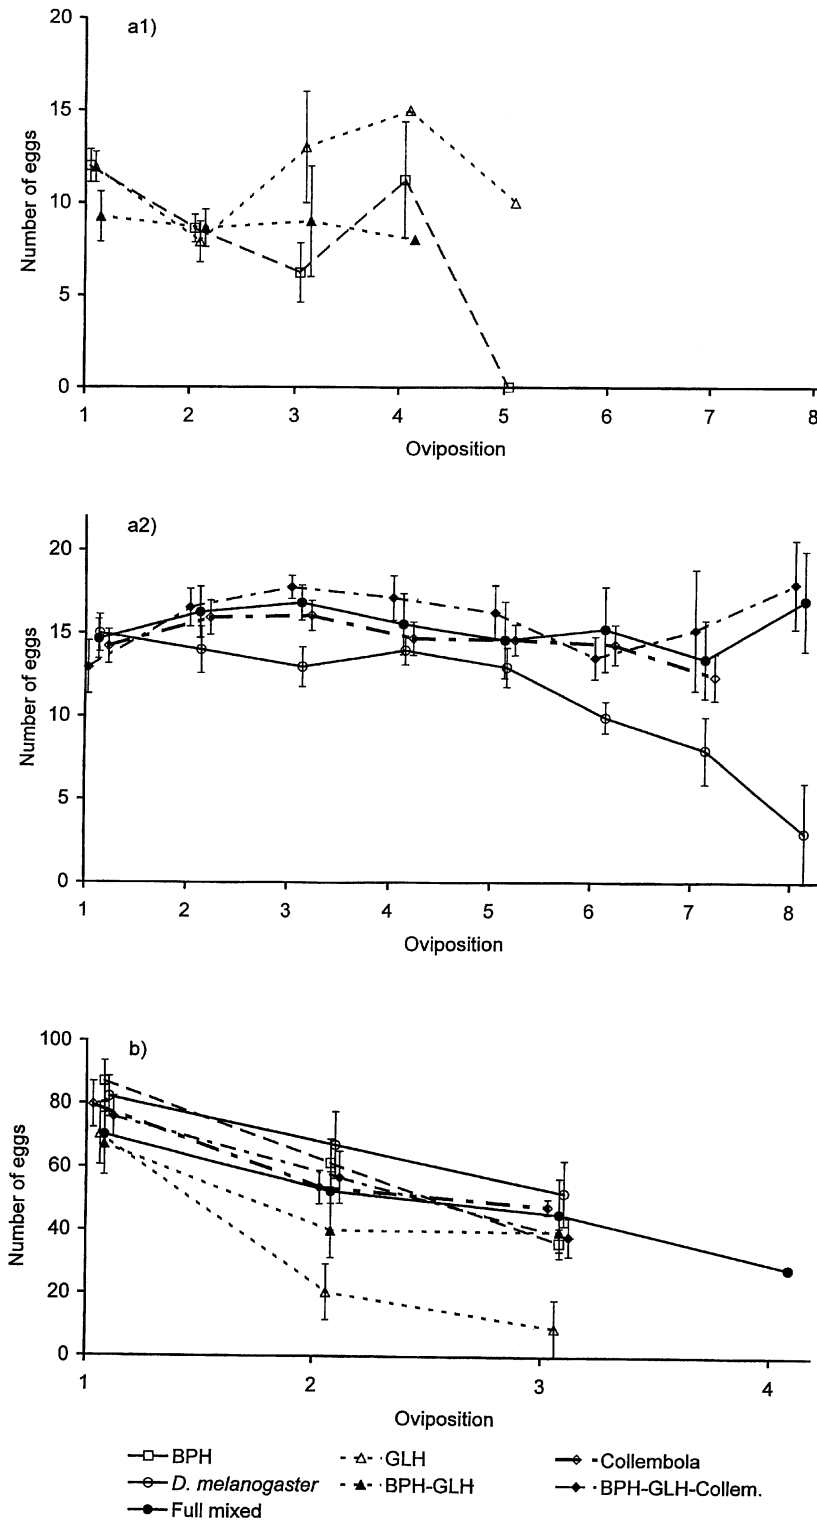 a1)
20
15
10
5
0
Number of eggs
1 2 3 4 5 6 7 8
Oviposition
a2)
20
15
10
5
0
Number of eggs
1 2 3 4 5 6 7 8
Oviposition
b)
100
80
60
40
20
0
Number of eggs
1 2 3 4
Oviposition
BPH GLH Collembola
D. melanogaster BPH-GLH BPH-GLH-Collem.
Full mixed